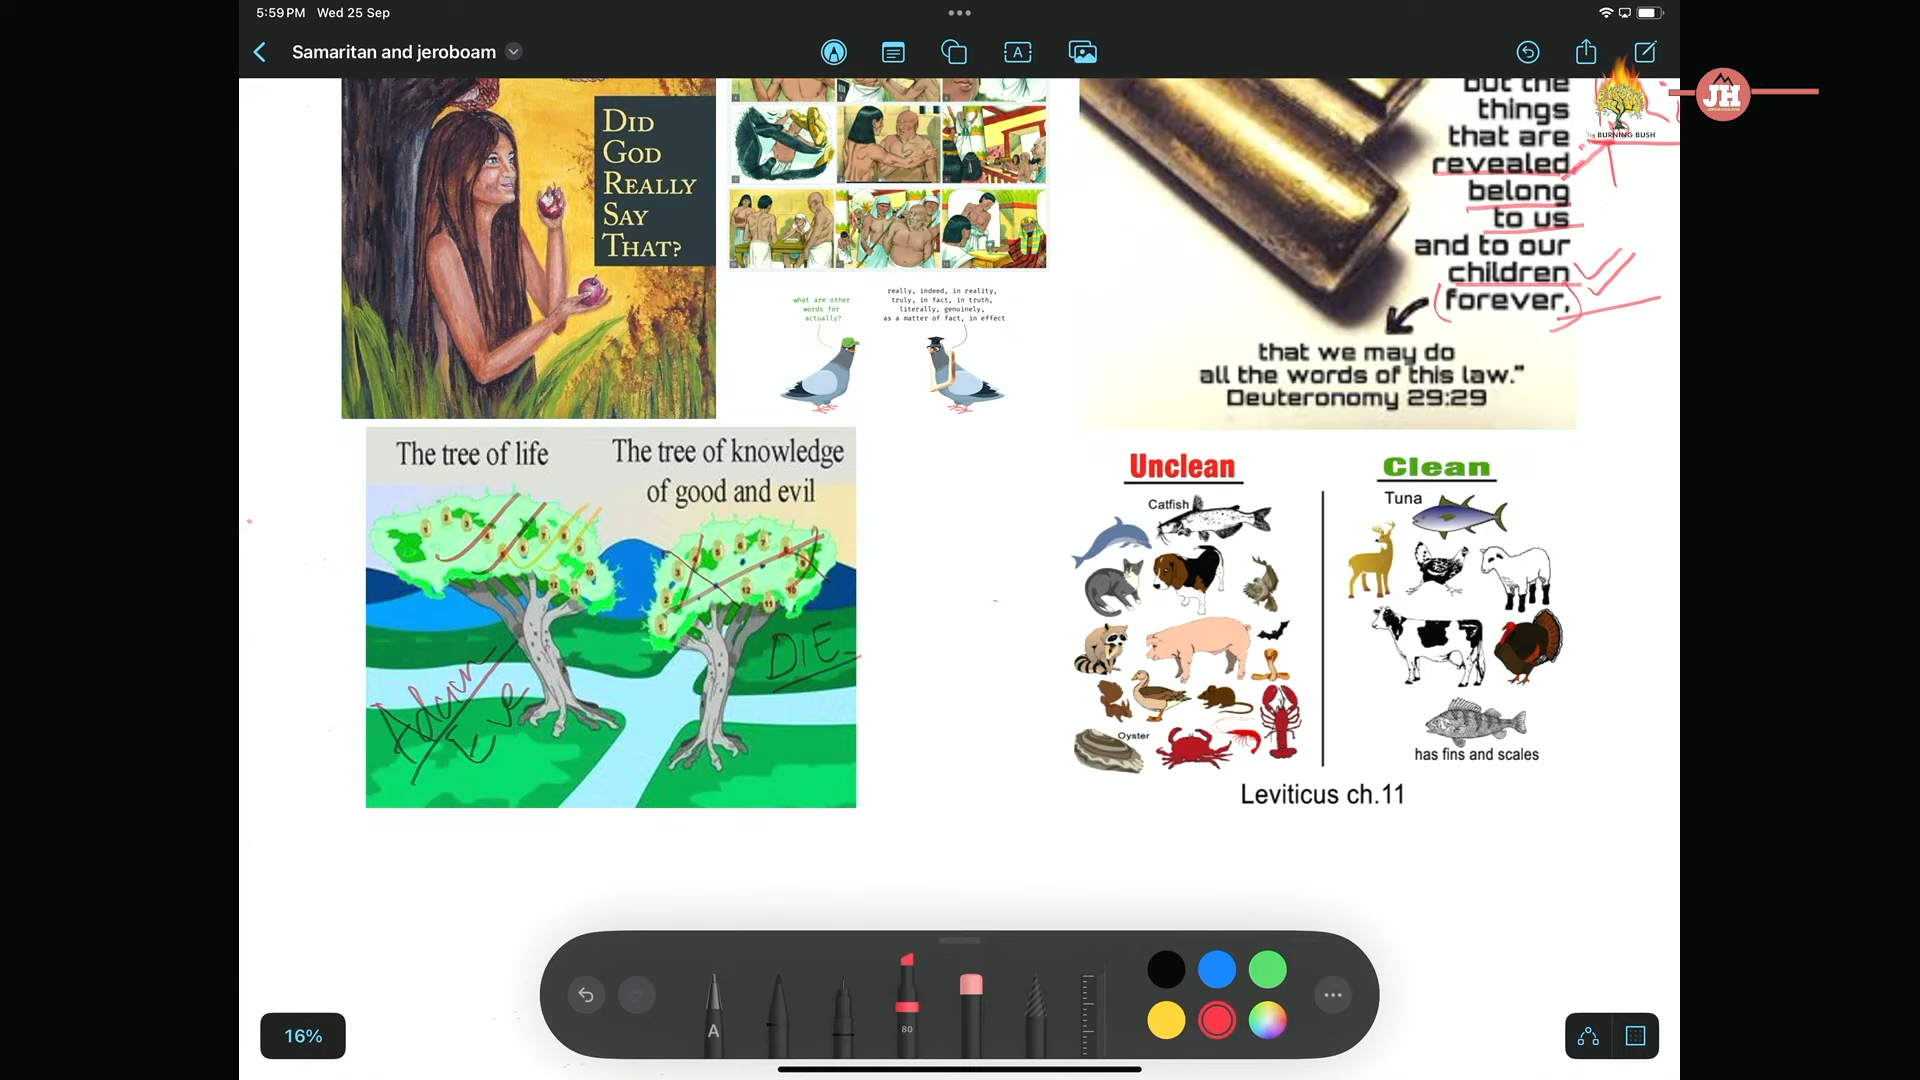 5:59 PM Wed 25 Sep
Samaritan and jeroboam
A
DID
GOD
REALLY
SAY
THAT?
what are other
words for
actually?
really, indeed, in reality,
truly, in fact, in truth,
literally, genuinely,
as a matter of fact, in effect
but the
things
that are
revealed
belong
to us
and to our
children
forever,
that we may do
all the words of this law."
Deuteronomy 29:29
BURNING BUSH
JH
The tree of life
The tree of knowledge
of good and evil
Adam
Eve
DIE
Unclean
Catfish
Oyster
Clean
Tuna
has fins and scales
Leviticus ch.11
16%
A
80